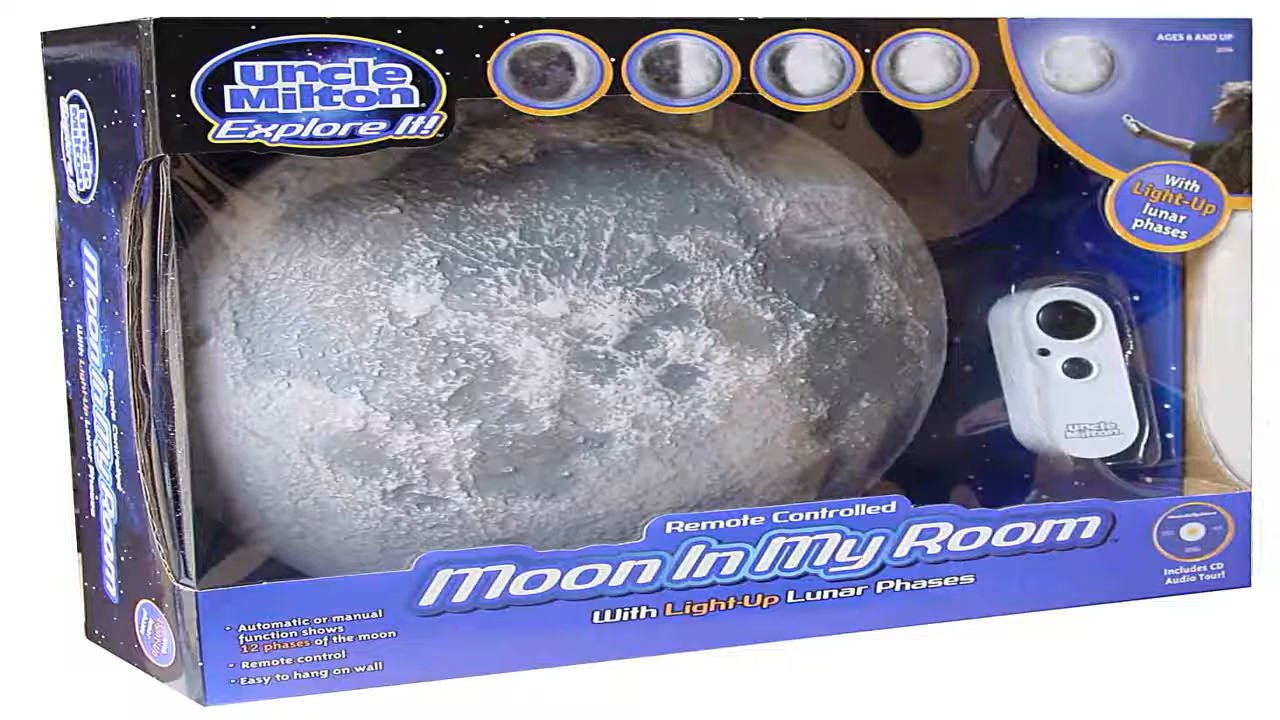 uncle
Milton
Explore It!
AGES 6 AND UP
With
Light-Up
lunar
phases
uncle
Milton
Remote Controlled
Moon In My Room
With Light-Up Lunar Phases
Includes CD
Audio Tour!
• Automatic or manual
function shows
12 phases of the moon
• Remote control
• Easy to hang on wall
uncle
Milton
Explore It!
Remote Controlled
Moon In My Room
With Light-Up Lunar Phases